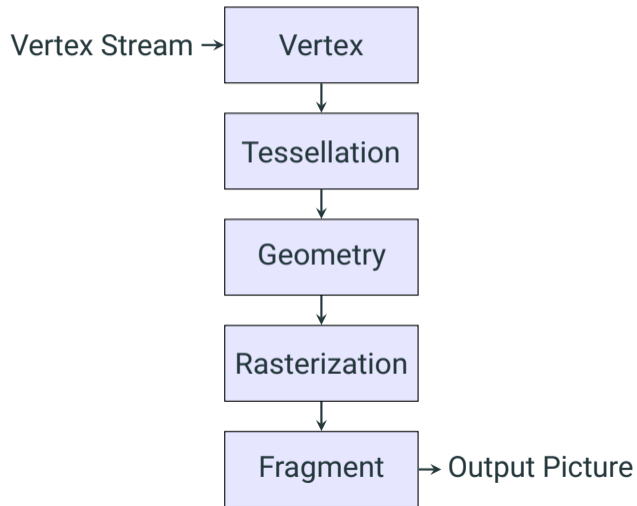 Vertex Stream
Vertex
Tessellation
Geometry
Rasterization
Fragment
Output Picture